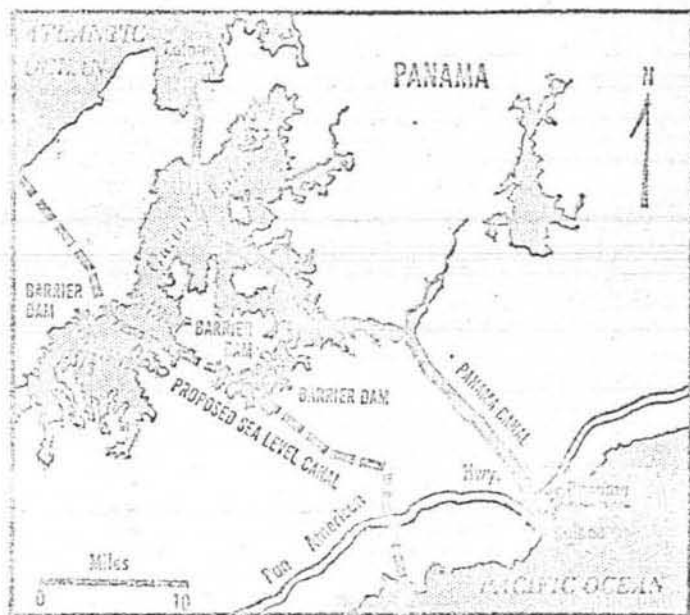 ATLANTIC
OCEAN
Colon
PANAMA
N
BARRIER
DAM
BARRIER
DAM
BARRIER DAM
PROPOSED SEA LEVEL CANAL
PANAMA CANAL
Pan American Hwy.
Miles
0 10
PACIFIC OCEAN